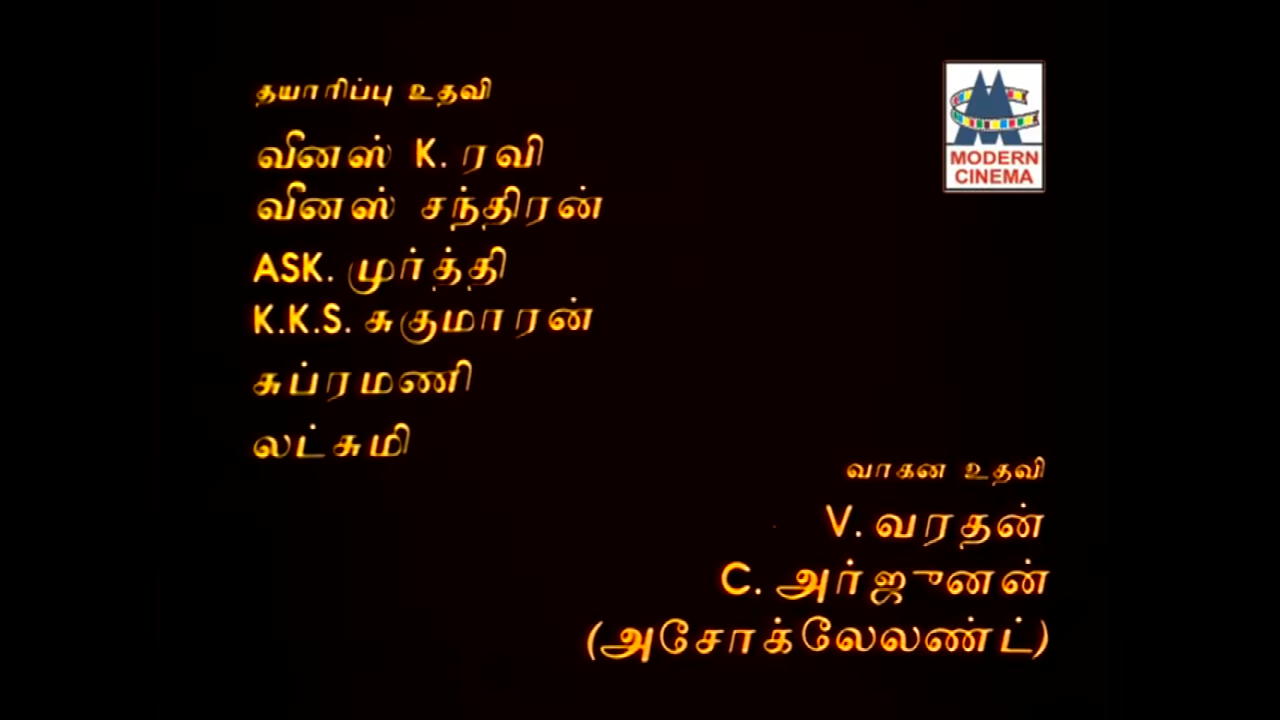 தயாரிப்பு உதவி
வீனஸ் K. ரவி
வீனஸ் சந்திரன்
ASK. மூர்த்தி
K.K.S. சுகுமாரன்
சுப்ரமணி
லட்சுமி
வாகன உதவி
V. வரதன்
C. அர்ஜுனன்
(அசோக்லேலண்ட்)
MODERN
CINEMA